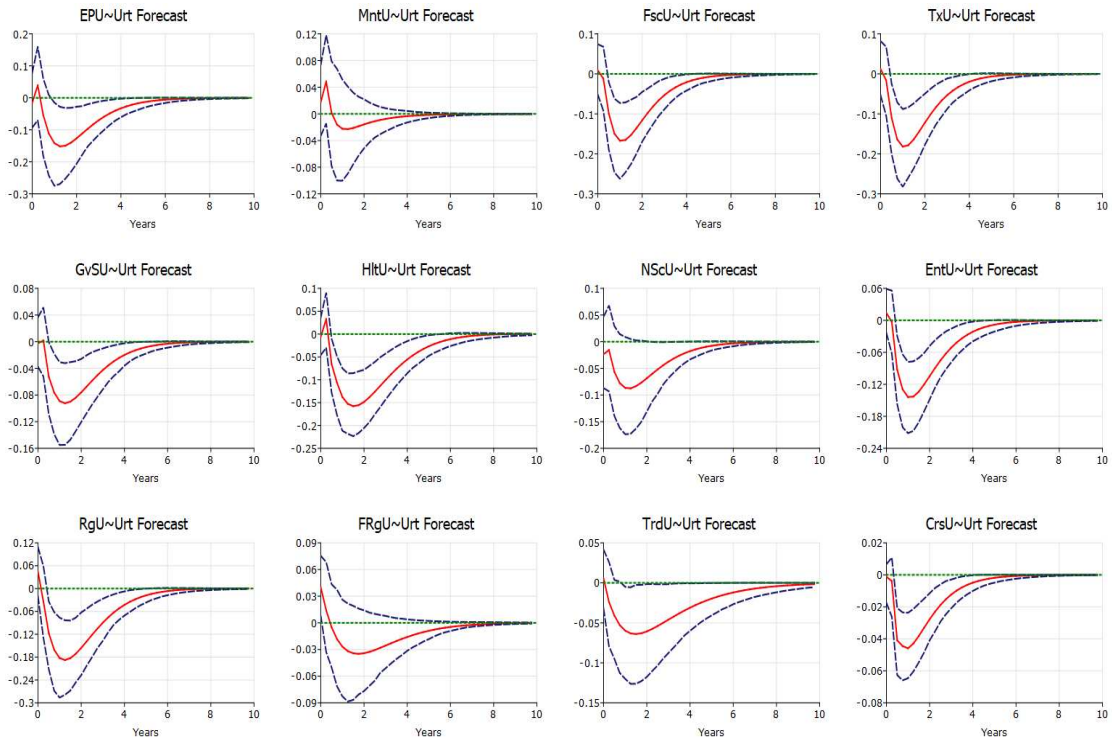 EPU~Urt Forecast MntU~Urt Forecast FscU~Urt Forecast TxU~Urt Forecast
0.2 0.12 0.1 0.1
0.1 0.08 0 0
0 0.04 -0.1 -0.1
-0.1 0 -0.2 -0.2
-0.2 -0.04 -0.3 -0.3
-0.3 -0.08
-0.12
0 2 4 6 8 10 0 2 4 6 8 10 0 2 4 6 8 10 0 2 4 6 8 10
Years Years Years Years
GvSU~Urt Forecast HltU~Urt Forecast NScU~Urt Forecast EntU~Urt Forecast
0.08 0.1 0.1 0.06
0.04 0.05 0.05 0
0 0 0 -0.06
-0.04 -0.05 -0.05 -0.12
-0.08 -0.1 -0.1 -0.18
-0.12 -0.15 -0.15 -0.24
-0.16 -0.2 -0.2
-0.25
0 2 4 6 8 10 0 2 4 6 8 10 0 2 4 6 8 10 0 2 4 6 8 10
Years Years Years Years
RgU~Urt Forecast FRgU~Urt Forecast TrdU~Urt Forecast CrsU~Urt Forecast
0.12 0.09 0.05 0.02
0.06 0.06 0 0
0 0.03 -0.05 -0.02
-0.06 0 -0.1 -0.04
-0.12 -0.03 -0.15 -0.06
-0.18 -0.06 -0.08
-0.24 -0.09
-0.3
0 2 4 6 8 10 0 2 4 6 8 10 0 2 4 6 8 10 0 2 4 6 8 10
Years Years Years Years